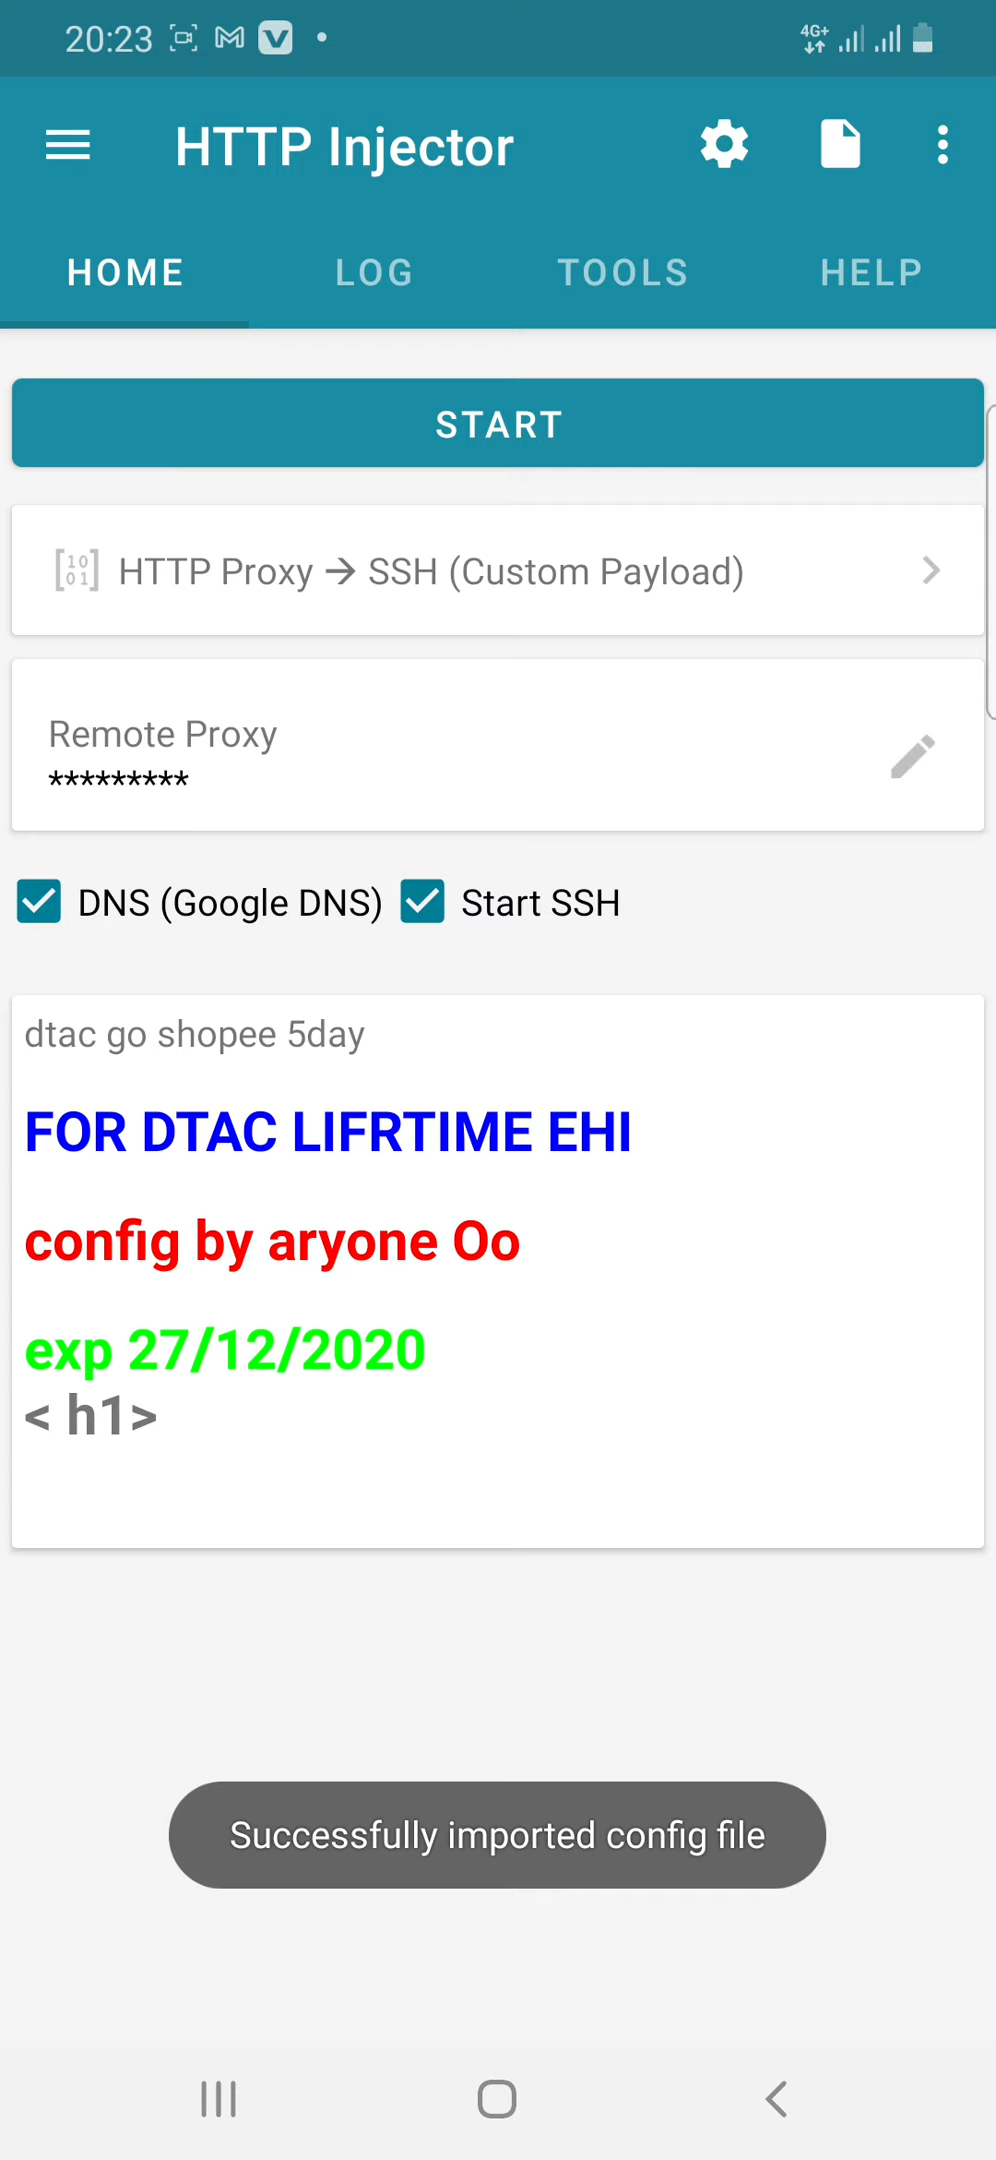 20:23
4G+
HTTP Injector
HOME LOG TOOLS HELP
START
HTTP Proxy → SSH (Custom Payload)
Remote Proxy
*********
DNS (Google DNS) Start SSH
dtac go shopee 5day
FOR DTAC LIFRTIME EHI
config by aryone Oo
exp 27/12/2020
< h1>
Successfully imported config file